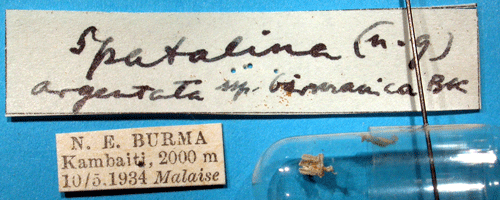 Spatalina (n.g)
argentata ssp. birmanica BK
N. E. BURMA
Kambaiti, 2000 m
10/5.1934 Malaise